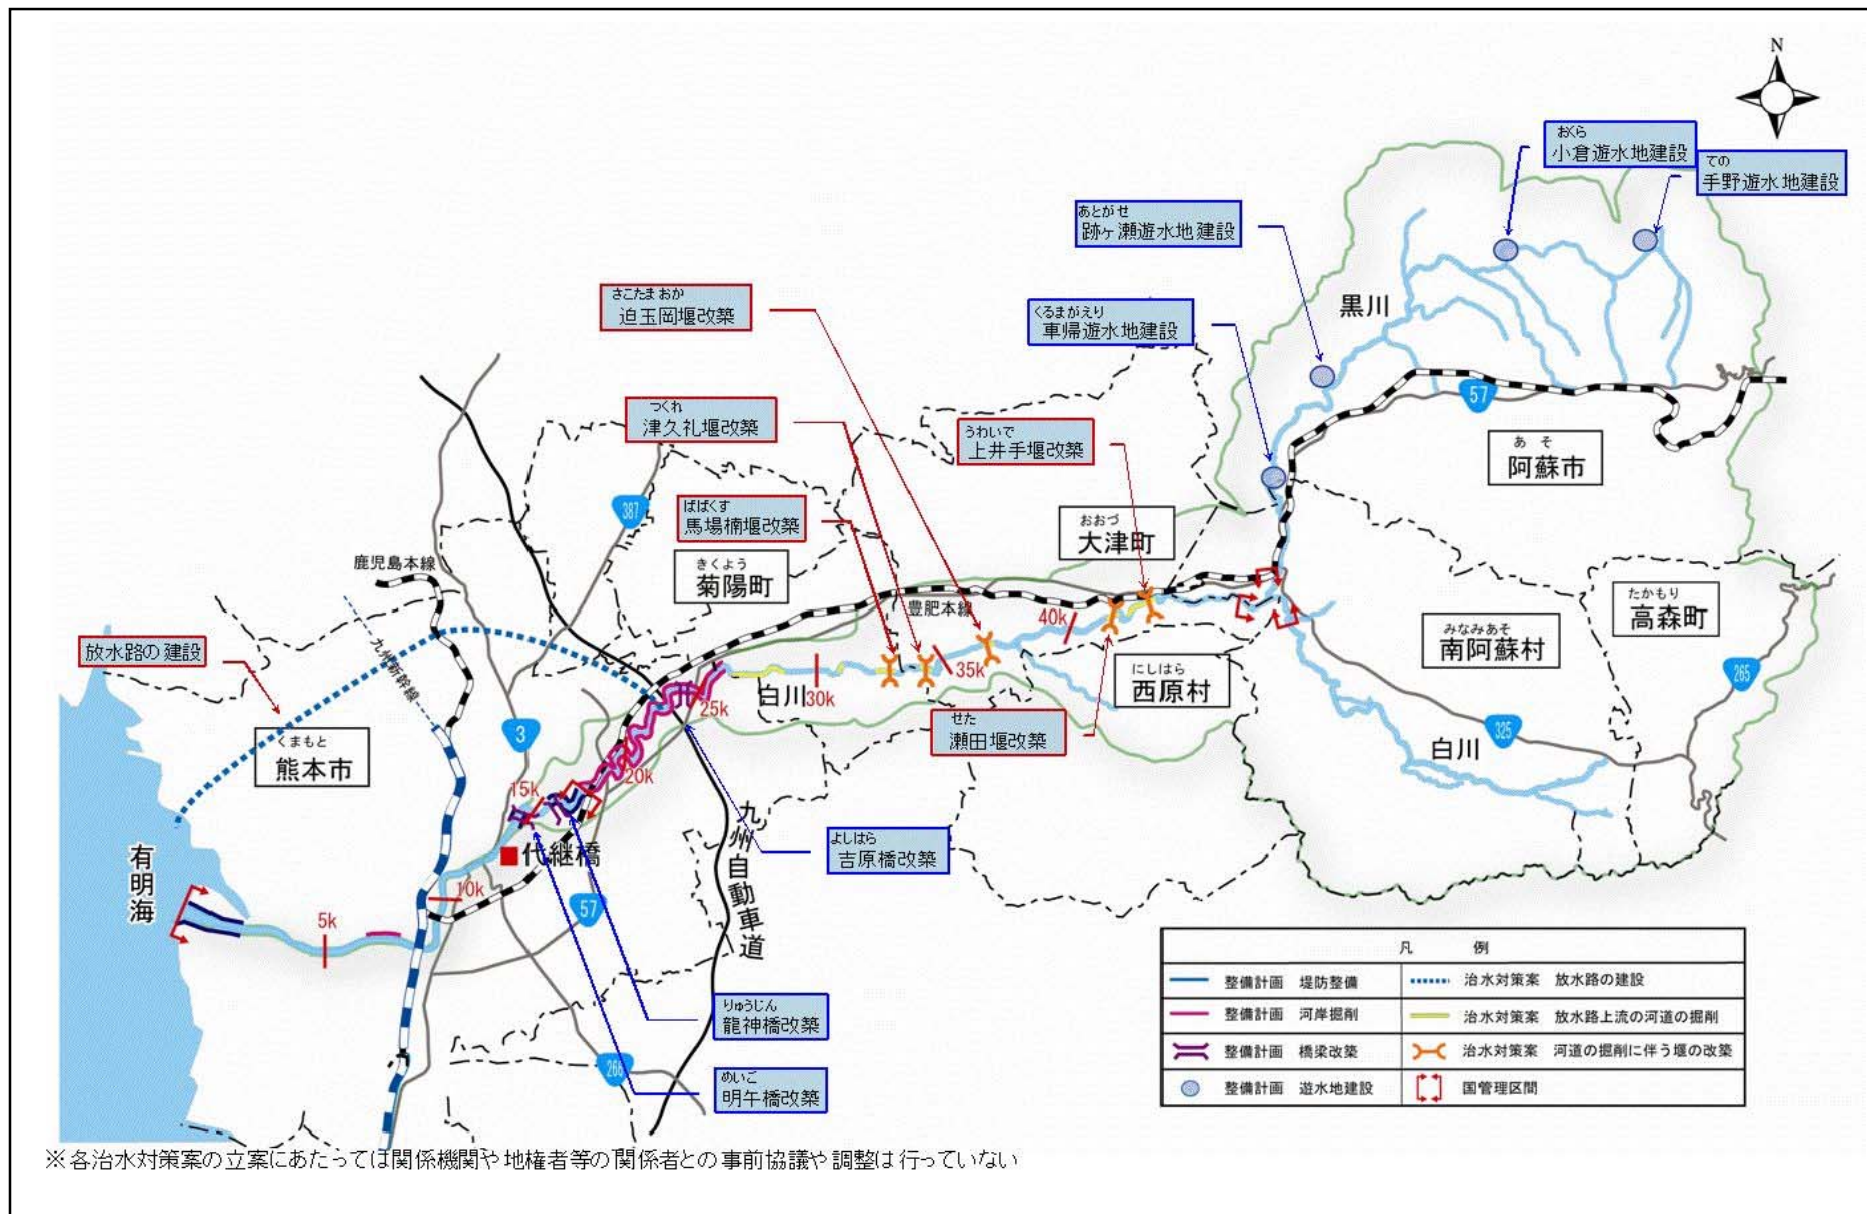 N
おぐら
小倉遊水地建設
ての
手野遊水地建設
あとがせ
跡ヶ瀬遊水地建設
さこたまおか
迫玉岡堰改築
くるまがえり
車帰遊水地建設
黒川
57
つくれ
津久礼堰改築
うわいで
上井手堰改築
あそ
阿蘇市
387
ばばくす
馬場楠堰改築
おおづ
大津町
鹿児島本線
きくよう
菊陽町
豊肥本線
40k
たかもり
高森町
みなみあそ
南阿蘇村
放水路の建設
九州新幹線
35k
にしはら
西原村
265
白川
30k
25k
せた
瀬田堰改築
325
白川
3
くまもと
熊本市
20k
15k
九州自動車道
よしはら
吉原橋改築
代継橋
有明海
10k
57
5k
りゅうじん
龍神橋改築
266
めいご
明午橋改築
凡例
整備計画 堤防整備
治水対策案 放水路の建設
整備計画 河岸掘削
治水対策案 放水路上流の河道の掘削
整備計画 橋梁改築
治水対策案 河道の掘削に伴う堰の改築
整備計画 遊水地建設
国管理区間
※各治水対策案の立案にあたっては関係機関や地権者等の関係者との事前協議や調整は行っていない